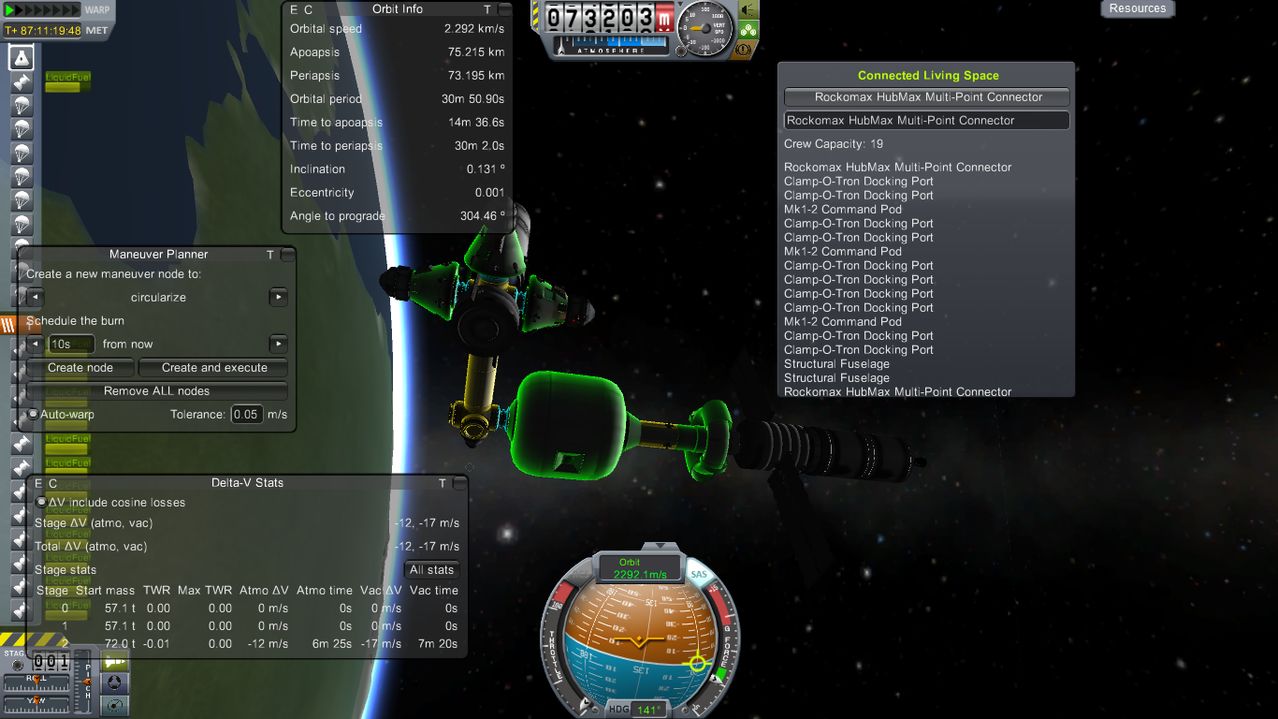 WARP
T+ 87:11:19:48 MET
LiquidFuel
E C Orbit Info T
Orbital speed 2.292 km/s
Apoapsis 75.215 km
Periapsis 73.195 km
Orbital period 30m 50.90s
Time to apoapsis 14m 36.6s
Time to periapsis 30m 2.0s
Inclination 0.131 °
Eccentricity 0.001
Angle to prograde 304.46 °
073203 m
ATMOSPHERE
Resources
Connected Living Space
Rockomax HubMax Multi-Point Connector
Rockomax HubMax Multi-Point Connector
Crew Capacity: 19
Rockomax HubMax Multi-Point Connector
Clamp-O-Tron Docking Port
Clamp-O-Tron Docking Port
Mk1-2 Command Pod
Clamp-O-Tron Docking Port
Clamp-O-Tron Docking Port
Mk1-2 Command Pod
Clamp-O-Tron Docking Port
Clamp-O-Tron Docking Port
Clamp-O-Tron Docking Port
Clamp-O-Tron Docking Port
Mk1-2 Command Pod
Clamp-O-Tron Docking Port
Clamp-O-Tron Docking Port
Structural Fuselage
Structural Fuselage
Rockomax HubMax Multi-Point Connector
Maneuver Planner T
Create a new maneuver node to:
circularize
Schedule the burn
10s from now
Create node Create and execute
Remove ALL nodes
Auto-warp Tolerance: 0.05 m/s
LiquidFuel
LiquidFuel
E C Delta-V Stats T
ΔV include cosine losses
Stage ΔV (atmo, vac) -12, -17 m/s
Total ΔV (atmo, vac) -12, -17 m/s
Stage stats All stats
Stage Start mass TWR Max TWR Atmo ΔV Atmo time Vac ΔV Vac time
0 57.1 t 0.00 0.00 0 m/s 0s 0 m/s 0s
1 57.1 t 0.00 0.00 0 m/s 0s 0 m/s 0s
2 72.0 t -0.01 0.00 -12 m/s 6m 25s -17 m/s 7m 20s
STAGE
001
ROLL
YAW
PITCH
Orbit
2292.1m/s
SAS
THROTTLE
G FORCE
HDG 141°